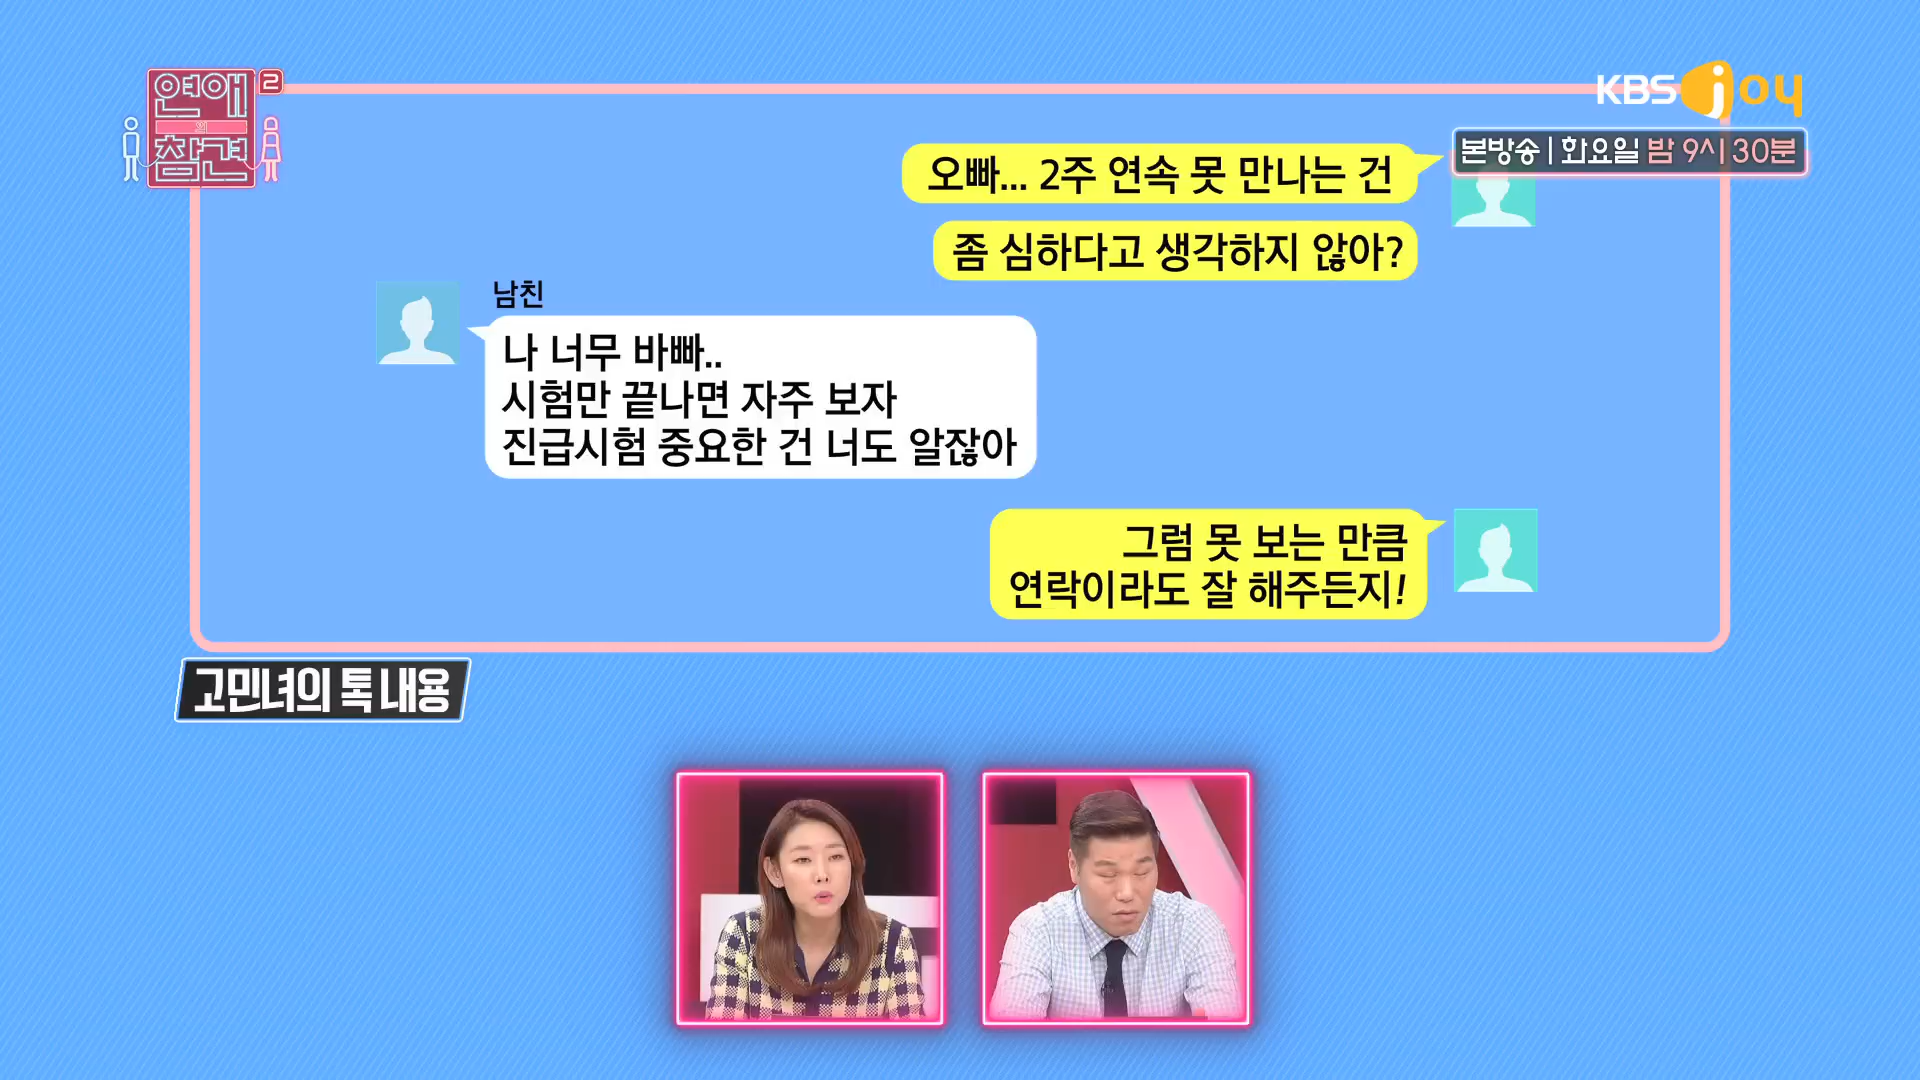 연애 2
의
참견
KBS joy
본방송 | 화요일 밤 9시 30분
오빠... 2주 연속 못 만나는 건
좀 심하다고 생각하지 않아?
남친
나 너무 바빠..
시험만 끝나면 자주 보자
진급시험 중요한 건 너도 알잖아
그럼 못 보는 만큼
연락이라도 잘 해주든지!
고민녀의 톡 내용